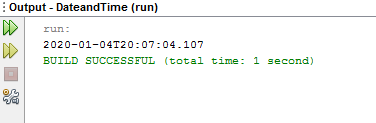 Output - DateandTime (run)
run:
2020-01-04T20:07:04.107
BUILD SUCCESSFUL (total time: 1 second)